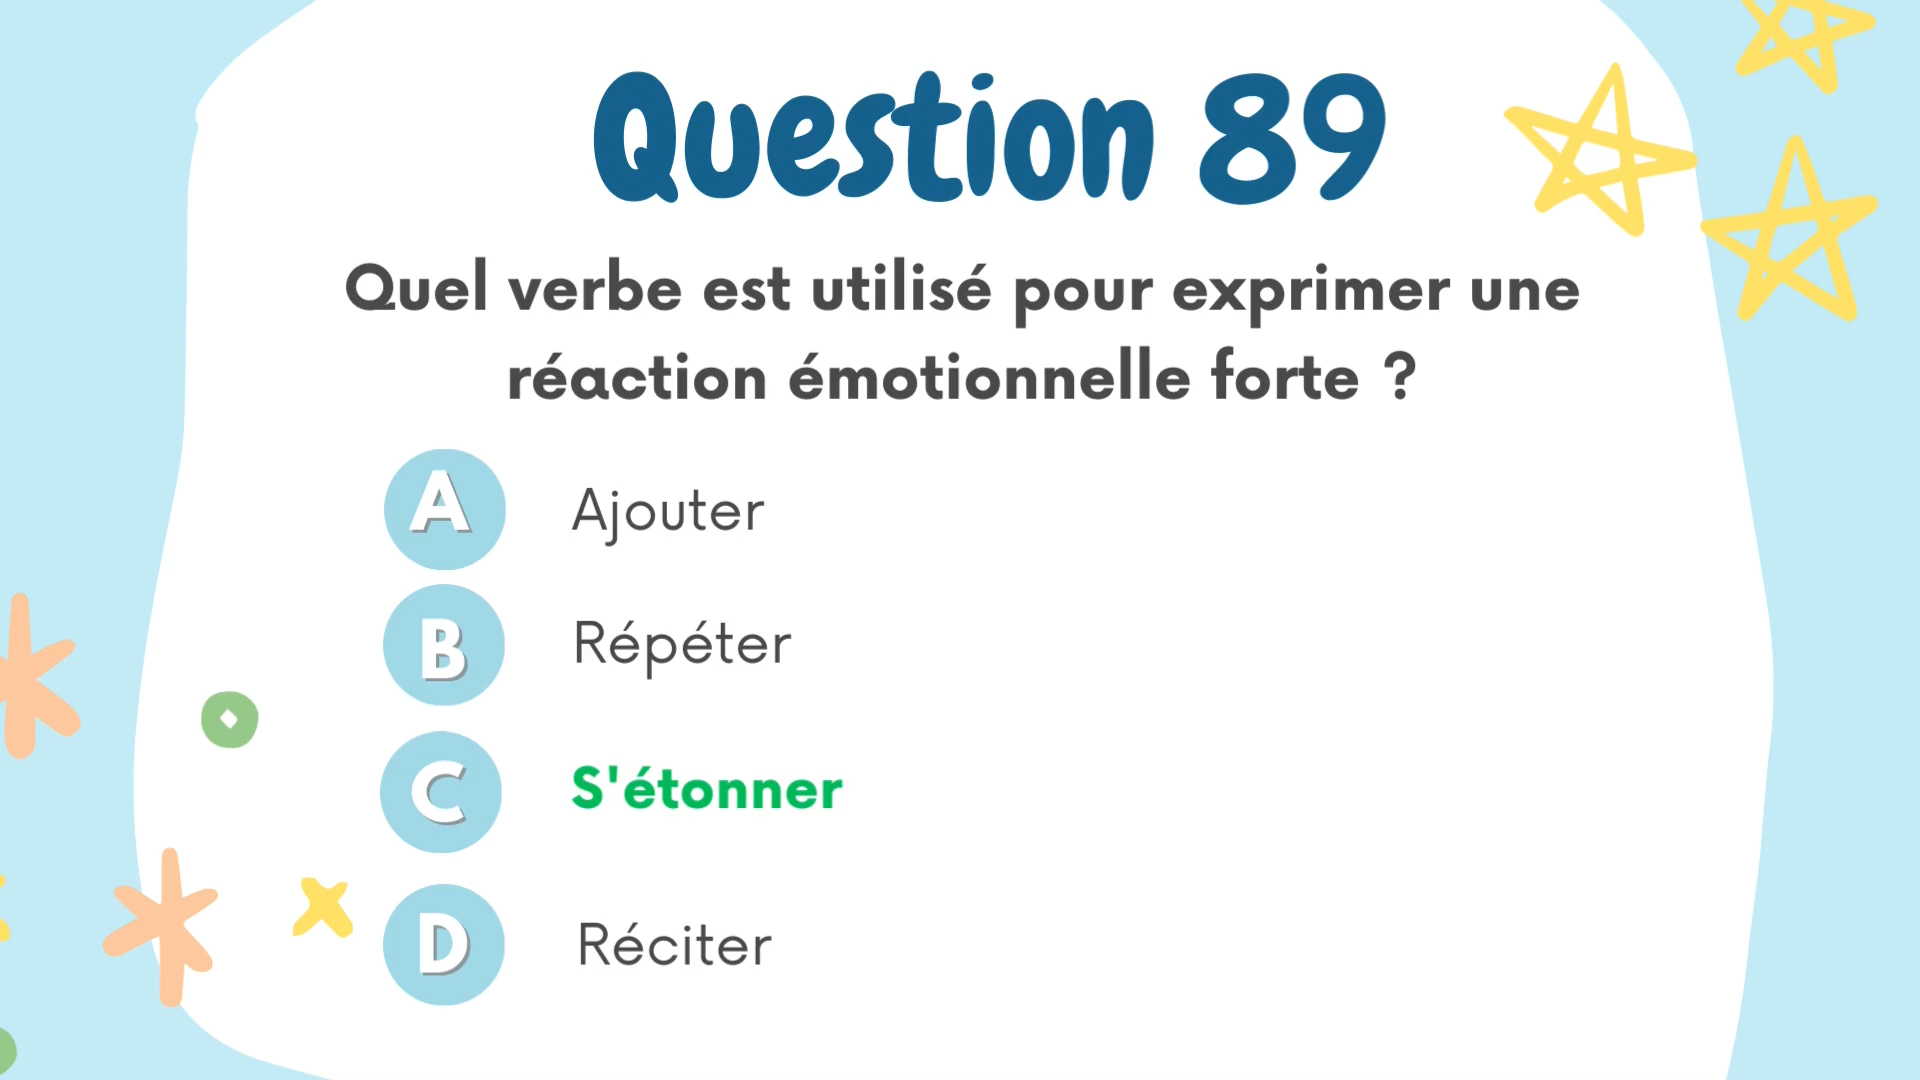 Question 89
Quel verbe est utilisé pour exprimer une
réaction émotionnelle forte ?
A Ajouter
B Répéter
C S'étonner
D Réciter